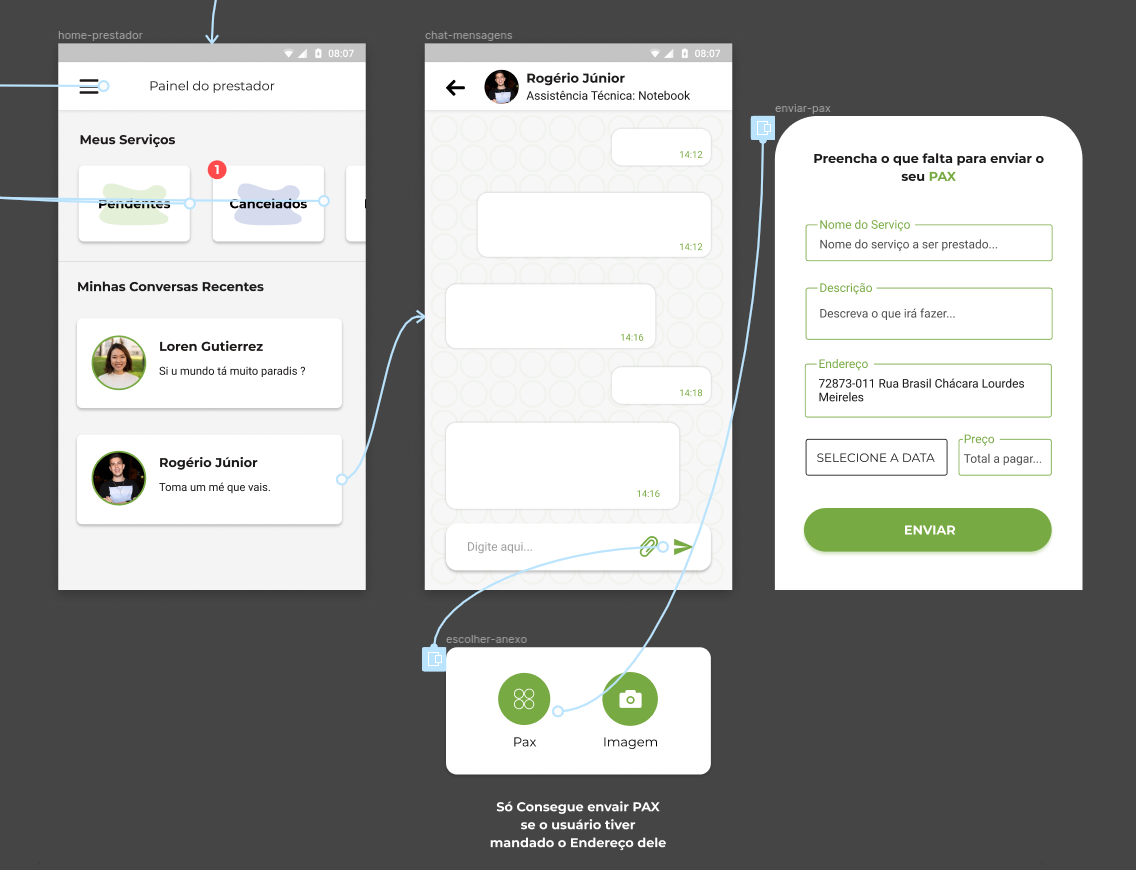 home-prestador
08:07
Painel do prestador
Meus Serviços
Pendentes
1
Cancelados
Minhas Conversas Recentes
Loren Gutierrez
Si u mundo tá muito paradis ?
Rogério Júnior
Toma um mé que vais.
chat-mensagens
08:07
Rogério Júnior
Assistência Técnica: Notebook
14:12
14:12
14:16
14:18
14:16
Digite aqui...
escolher-anexo
Pax
Imagem
Só Consegue envair PAX
se o usuário tiver
mandado o Endereço dele
enviar-pax
Preencha o que falta para enviar o
seu PAX
Nome do Serviço
Nome do serviço a ser prestado...
Descrição
Descreva o que irá fazer...
Endereço
72873-011 Rua Brasil Chácara Lourdes
Meireles
SELECIONE A DATA
Preço
Total a pagar...
ENVIAR